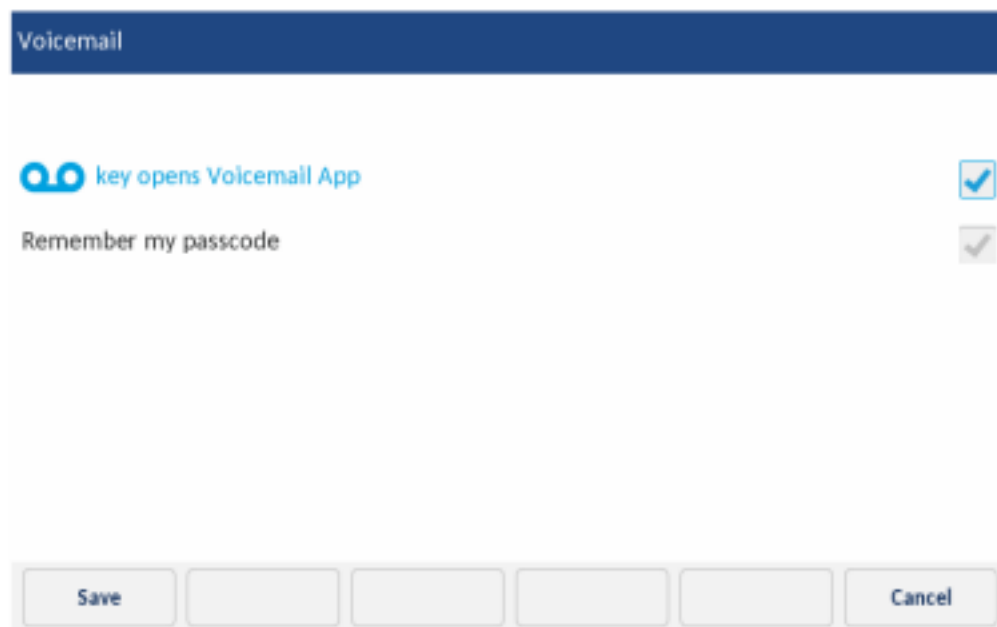 Voicemail
key opens Voicemail App
Remember my passcode
Save
Cancel